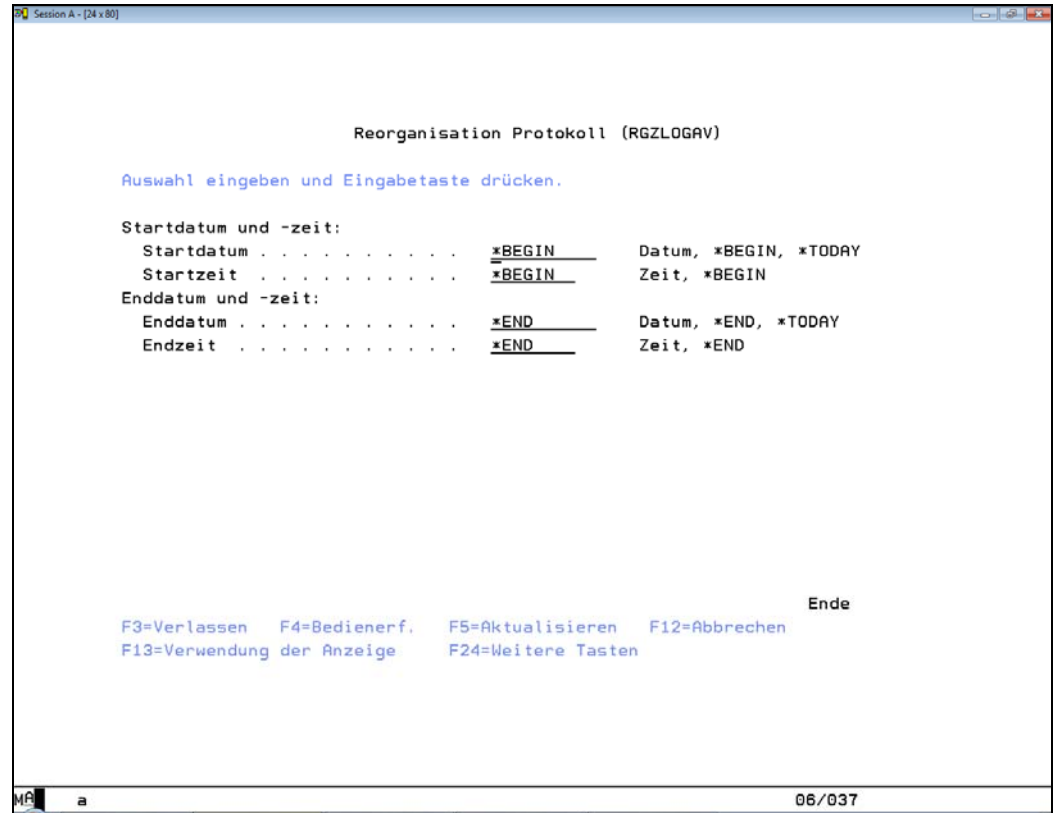 Session A - [24 x 80]
Reorganisation Protokoll (RGZLOGAV)
Auswahl eingeben und Eingabetaste drücken.
Startdatum und -zeit:
Startdatum . . . . . . . . . . *BEGIN Datum, *BEGIN, *TODAY
Startzeit . . . . . . . . . . *BEGIN Zeit, *BEGIN
Enddatum und -zeit:
Enddatum . . . . . . . . . . . *END Datum, *END, *TODAY
Endzeit . . . . . . . . . . . *END Zeit, *END
Ende
F3=Verlassen F4=Bedienerf. F5=Aktualisieren F12=Abbrechen
F13=Verwendung der Anzeige F24=Weitere Tasten
MA a 06/037